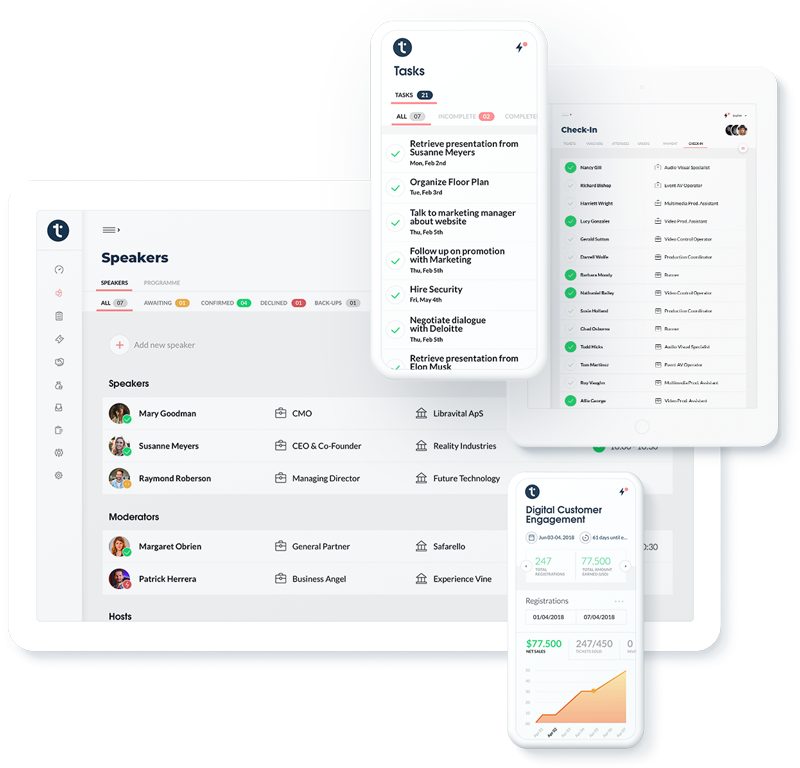 t
Tasks
TASKS 21
ALL 07 INCOMPLETE 02 COMPLETE
Retrieve presentation from
Susanne Meyers
Mon, Feb 2nd
Organize Floor Plan
Tue, Feb 3rd
Talk to marketing manager
about website
Thu, Feb 5th
Follow up on promotion
with Marketing
Thu, Feb 5th
Hire Security
Fri, May 4th
Negotiate dialogue
with Deloitte
Thu, Feb 5th
Retrieve presentation from
Elon Musk
Check-In
CHECK-IN
Nancy Gill Audio Visual Specialist
Richard Bishop Event AV Operator
Harriett Wright Multimedia Prod. Assistant
Lucy Gonzales Video Prod. Assistant
Gerald Sutton Video Control Operator
Darrell Wolfe Production Coordinator
Barbara Moody Runner
Nathaniel Bailey Video Control Operator
Susie Holland Production Coordinator
Chad Osborne Runner
Todd Hicks Audio Visual Specialist
Tom Martinez Event AV Operator
Roy Vaughn Multimedia Prod. Assistant
Allie George Video Prod. Assistant
t
Speakers
SPEAKERS PROGRAMME
ALL 07 AWAITING 01 CONFIRMED 04 DECLINED 01 BACK-UPS 01
Add new speaker
Speakers
Mary Goodman CMO Libravital ApS
Susanne Meyers CEO & Co-Founder Reality Industries
Raymond Roberson Managing Director Future Technology
Moderators
Margaret Obrien General Partner Safarello 0:30
Patrick Herrera Business Angel Experience Vine
Hosts
t
Digital Customer
Engagement
Jun 03-04, 2018 61 days until e...
247 77.500
TOTAL REGISTRATIONS TOTAL AMOUNT EARNED (USD)
Registrations
01/04/2018 07/04/2018
$77.500 247/450 0
NET SALES TICKETS SOLD
Apr 02